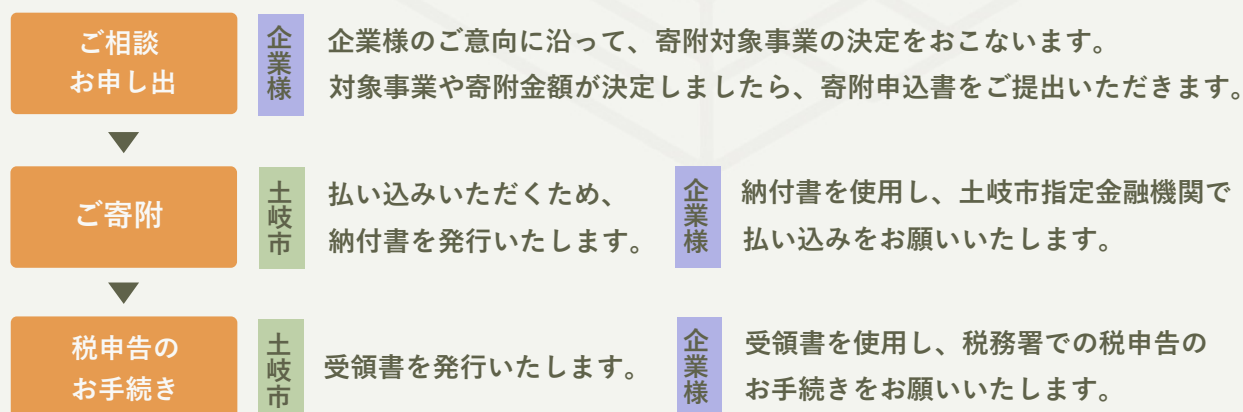 ご相談
お申し出
企業様
企業様のご意向に沿って、寄附対象事業の決定をおこないます。
対象事業や寄附金額が決定しましたら、寄附申込書をご提出いただきます。
ご寄附
土岐市
払い込みいただくため、
納付書を発行いたします。
企業様
納付書を使用し、土岐市指定金融機関で
払い込みをお願いいたします。
税申告の
お手続き
土岐市
受領書を発行いたします。
企業様
受領書を使用し、税務署での税申告の
お手続きをお願いいたします。